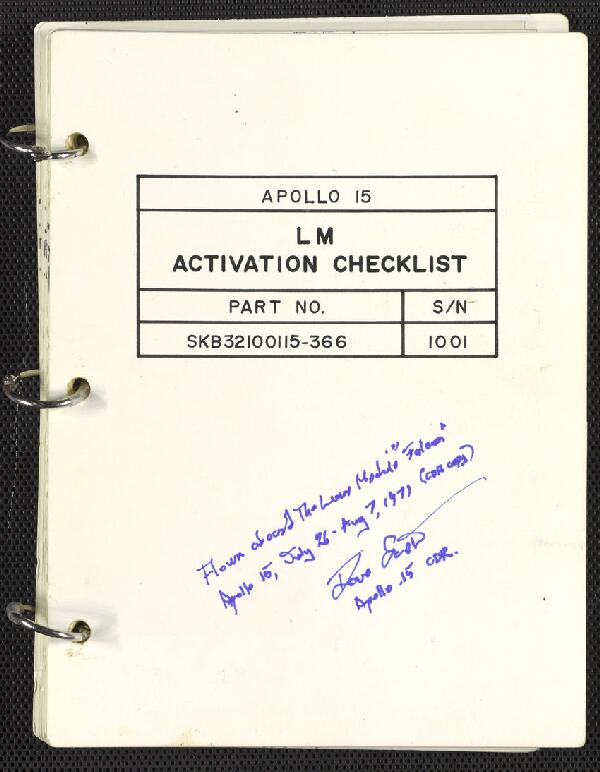 APOLLO 15
LM
ACTIVATION CHECKLIST
PART NO. S/N
SKB32100115-366 1001
Flown aboard The Lunar Module "Falcon"
Apollo 15, July 26 - Aug 7, 1971 (CDR copy)
Dave Scott
Apollo 15 CDR.